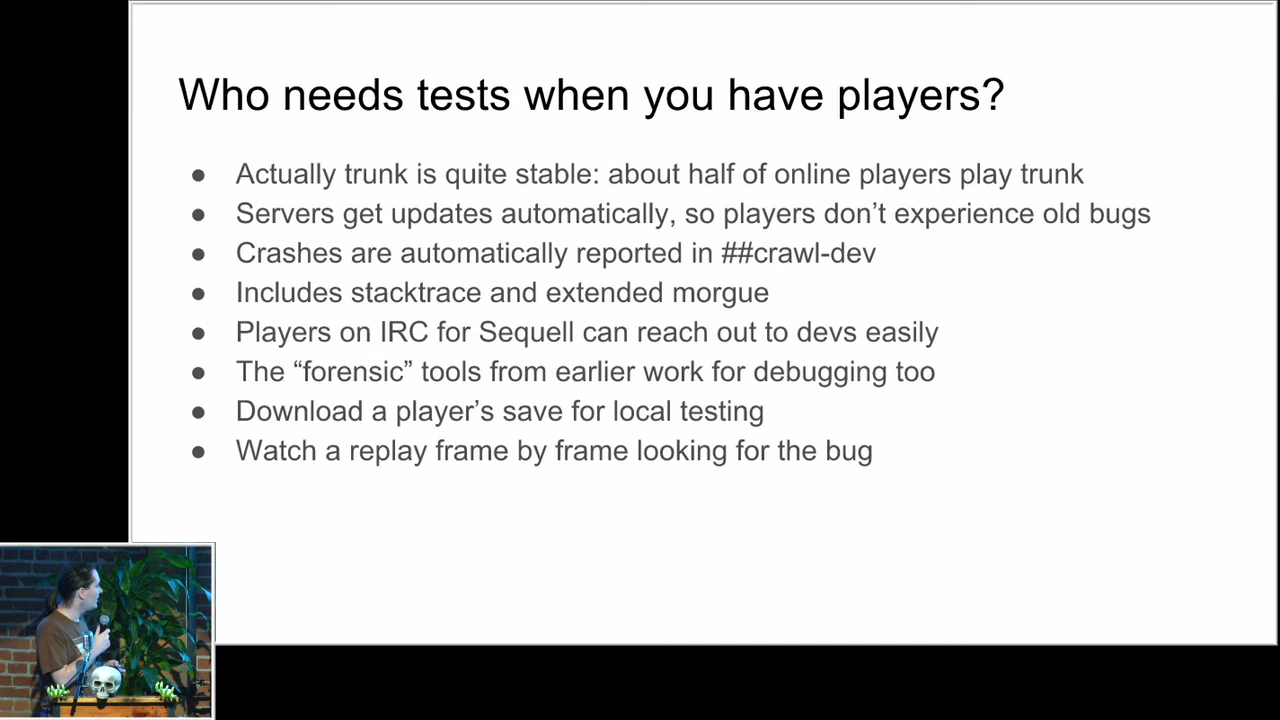 Who needs tests when you have players?
● Actually trunk is quite stable: about half of online players play trunk
● Servers get updates automatically, so players don’t experience old bugs
● Crashes are automatically reported in ##crawl-dev
● Includes stacktrace and extended morgue
● Players on IRC for Sequell can reach out to devs easily
● The “forensic” tools from earlier work for debugging too
● Download a player’s save for local testing
● Watch a replay frame by frame looking for the bug